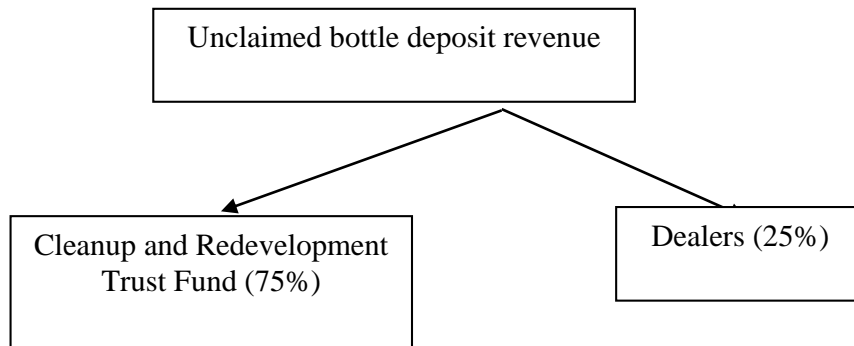 Unclaimed bottle deposit revenue
Cleanup and Redevelopment
Trust Fund (75%)
Dealers (25%)